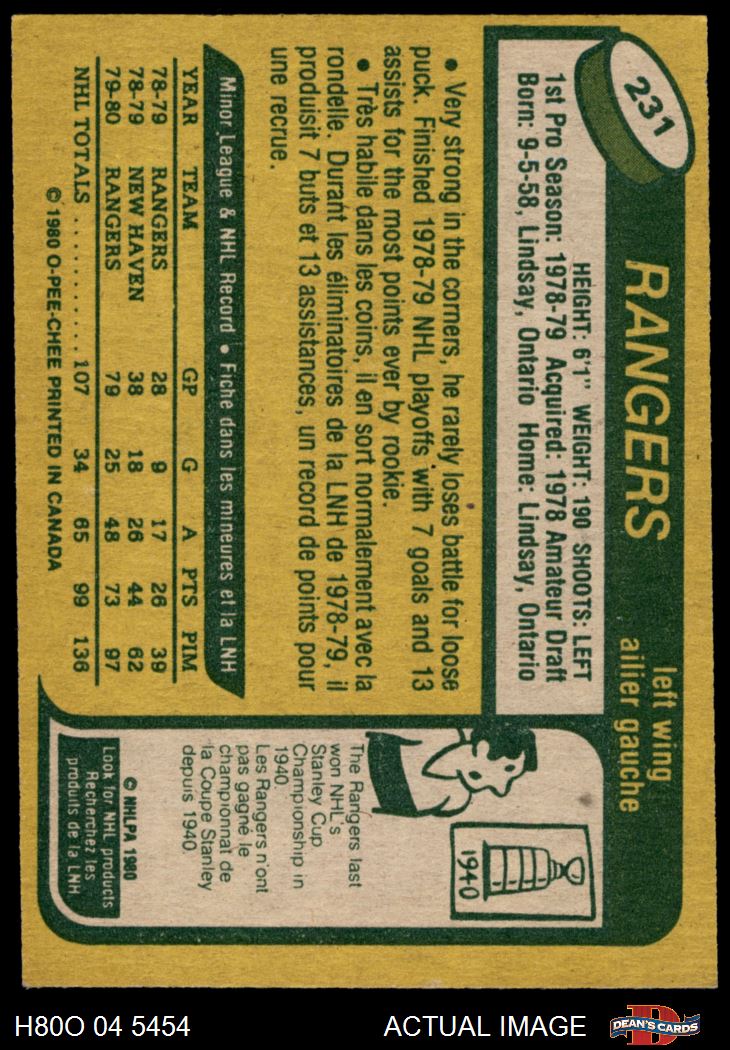 231
RANGERS
left wing
ailier gauche
HEIGHT: 6'1" WEIGHT: 190 SHOOTS: LEFT
1st Pro Season: 1978-79 Acquired: 1978 Amateur Draft
Born: 9-5-58, Lindsay, Ontario Home: Lindsay, Ontario
• Very strong in the corners, he rarely loses battle for loose
puck. Finished 1978-79 NHL playoffs with 7 goals and 13
assists for the most points ever by rookie.
• Très habile dans les coins, il en sort normalement avec la
rondelle. Durant les éliminatoires de la LNH de 1978-79, il
produisit 7 buts et 13 assistances, un record de points pour
une recrue.
Minor League & NHL Record • Fiche dans les mineures et la LNH
YEAR TEAM GP G A PTS PIM
78-79 RANGERS 28 9 17 26 39
78-79 NEW HAVEN 38 18 26 44 62
79-80 RANGERS 79 25 48 73 97
NHL TOTALS .......... 107 34 65 99 136
© 1980 O-PEE-CHEE PRINTED IN CANADA
1940
The Rangers last
won NHL's
Stanley Cup
Championship in
1940.
Les Rangers n'ont
pas gagné le
championnat de
la Coupe Stanley
depuis 1940.
© NHLPA 1980
Look for NHL products
Recherchez les
produits de la LNH
H80O 04 5454
ACTUAL IMAGE
D
DEAN'S CARDS